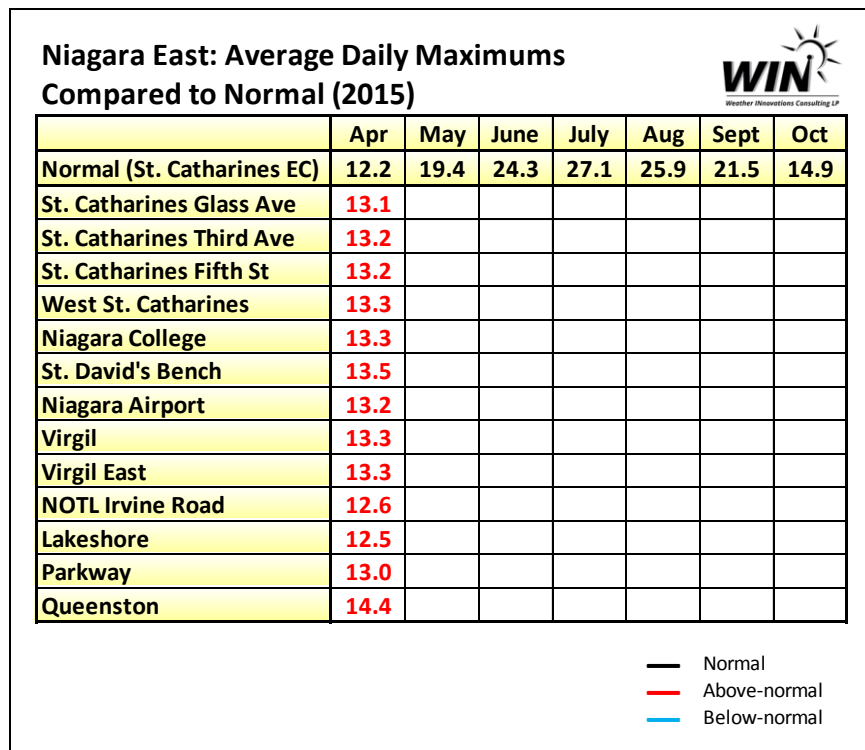 Niagara East: Average Daily Maximums
Compared to Normal (2015)
WIN
Weather INnovations Consulting LP
Apr May June July Aug Sept Oct
Normal (St. Catharines EC) 12.2 19.4 24.3 27.1 25.9 21.5 14.9
St. Catharines Glass Ave 13.1
St. Catharines Third Ave 13.2
St. Catharines Fifth St 13.2
West St. Catharines 13.3
Niagara College 13.3
St. David's Bench 13.5
Niagara Airport 13.2
Virgil 13.3
Virgil East 13.3
NOTL Irvine Road 12.6
Lakeshore 12.5
Parkway 13.0
Queenston 14.4
Normal
Above-normal
Below-normal